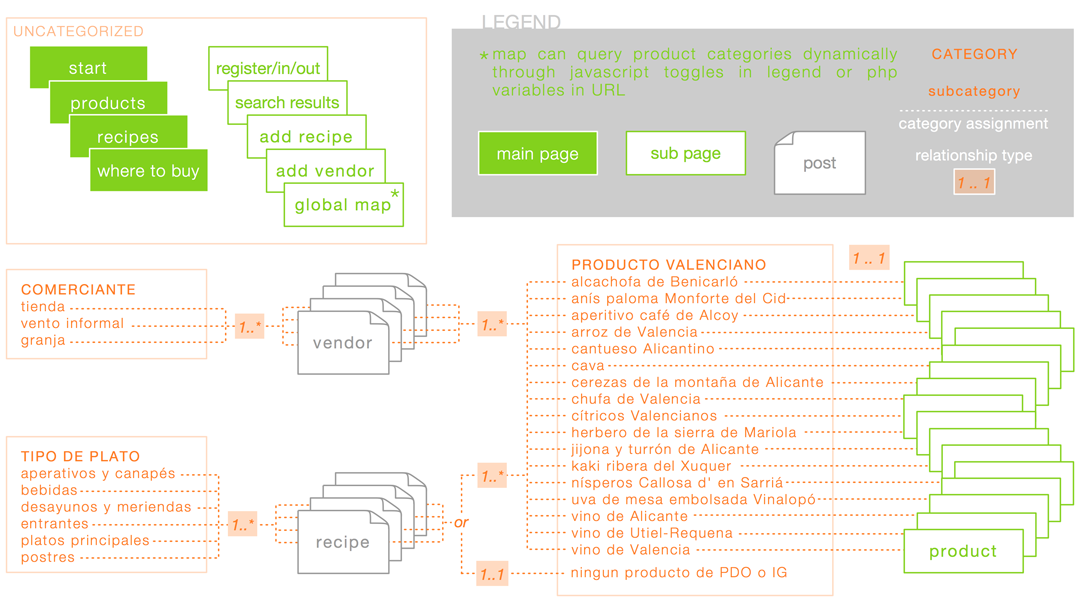 UNCATEGORIZED
start
products
recipes
where to buy
register/in/out
search results
add recipe
add vendor
global map*
LEGEND
* map can query product categories dynamically
through javascript toggles in legend or php
variables in URL
CATEGORY
subcategory
category assignment
relationship type
1 .. 1
main page
sub page
post
COMERCIANTE
tienda
vento informal
granja
1..*
vendor
1..*
TIPO DE PLATO
aperativos y canapés
bebidas
desayunos y meriendas
entrantes
platos principales
postres
1..*
recipe
or
1..*
1..1
PRODUCTO VALENCIANO
alcachofa de Benicarló
anís paloma Monforte del Cid
aperitivo café de Alcoy
arroz de Valencia
cantueso Alicantino
cava
cerezas de la montaña de Alicante
chufa de Valencia
cítricos Valencianos
herbero de la sierra de Mariola
jijona y turrón de Alicante
kaki ribera del Xuquer
nísperos Callosa d' en Sarriá
uva de mesa embolsada Vinalopó
vino de Alicante
vino de Utiel-Requena
vino de Valencia
ningun producto de PDO o IG
1 .. 1
product